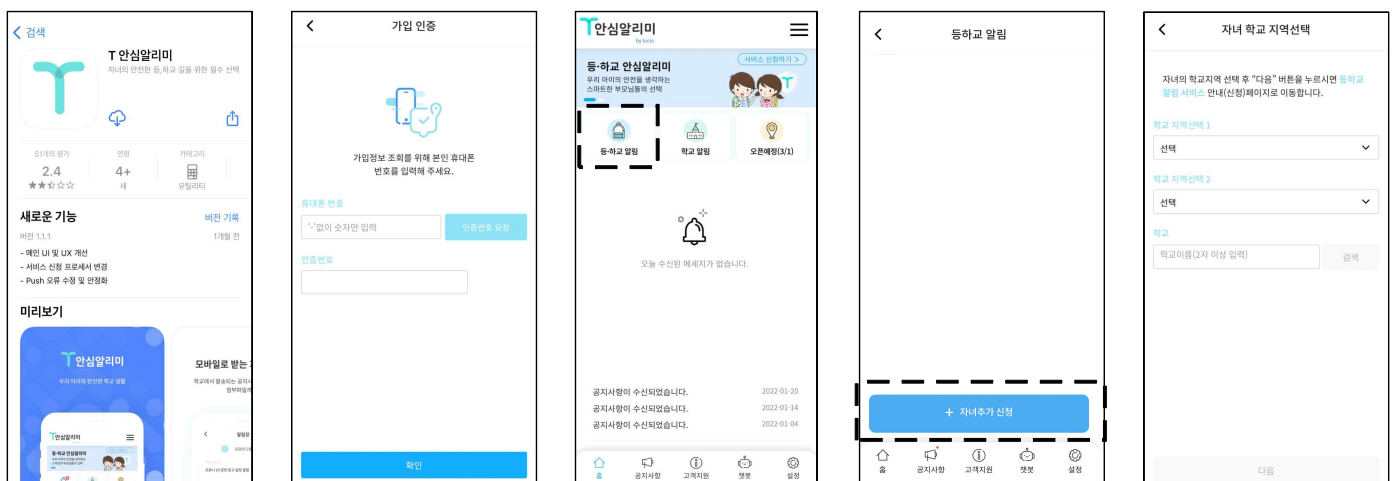 검색
T 안심알리미
자녀의 안전한 등,하교 길을 위한 필수 선택
51개의 평가
2.4
연령
4+
세
카테고리
유틸리티
새로운 기능
버전 기록
버전 1.1.1
1개월 전
- 메인 UI 및 UX 개선
- 서비스 신청 프로세서 변경
- Push 오류 수정 및 안정화
미리보기
안심알리미
우리 아이의 안전한 학교 생활
모바일로 받는
안심알리미
등·하교 안심알리미
가입 인증
가입정보 조회를 위해 본인 휴대폰
번호를 입력해 주세요.
휴대폰 번호
'-'없이 숫자만 입력
인증번호 요청
인증번호
확인
안심알리미
등·하교 안심알리미
우리 아이의 안전을 생각하는
스마트한 부모님들의 선택
서비스 신청하기 >
등·하교 알림
학교 알림
오픈예정(3/1)
오늘 수신된 메세지가 없습니다.
공지사항이 수신되었습니다. 2022-01-20
공지사항이 수신되었습니다. 2022-01-14
공지사항이 수신되었습니다. 2022-01-04
홈 공지사항 고객지원 챗봇 설정
등하교 알림
+ 자녀추가 신청
홈 공지사항 고객지원 챗봇 설정
자녀 학교 지역선택
자녀의 학교지역 선택 후 "다음" 버튼을 누르시면 등하교
알림 서비스 안내(신청)페이지로 이동합니다.
학교 지역선택 1
선택
학교 지역선택 2
선택
학교
학교이름(2자 이상 입력)
검색
다음